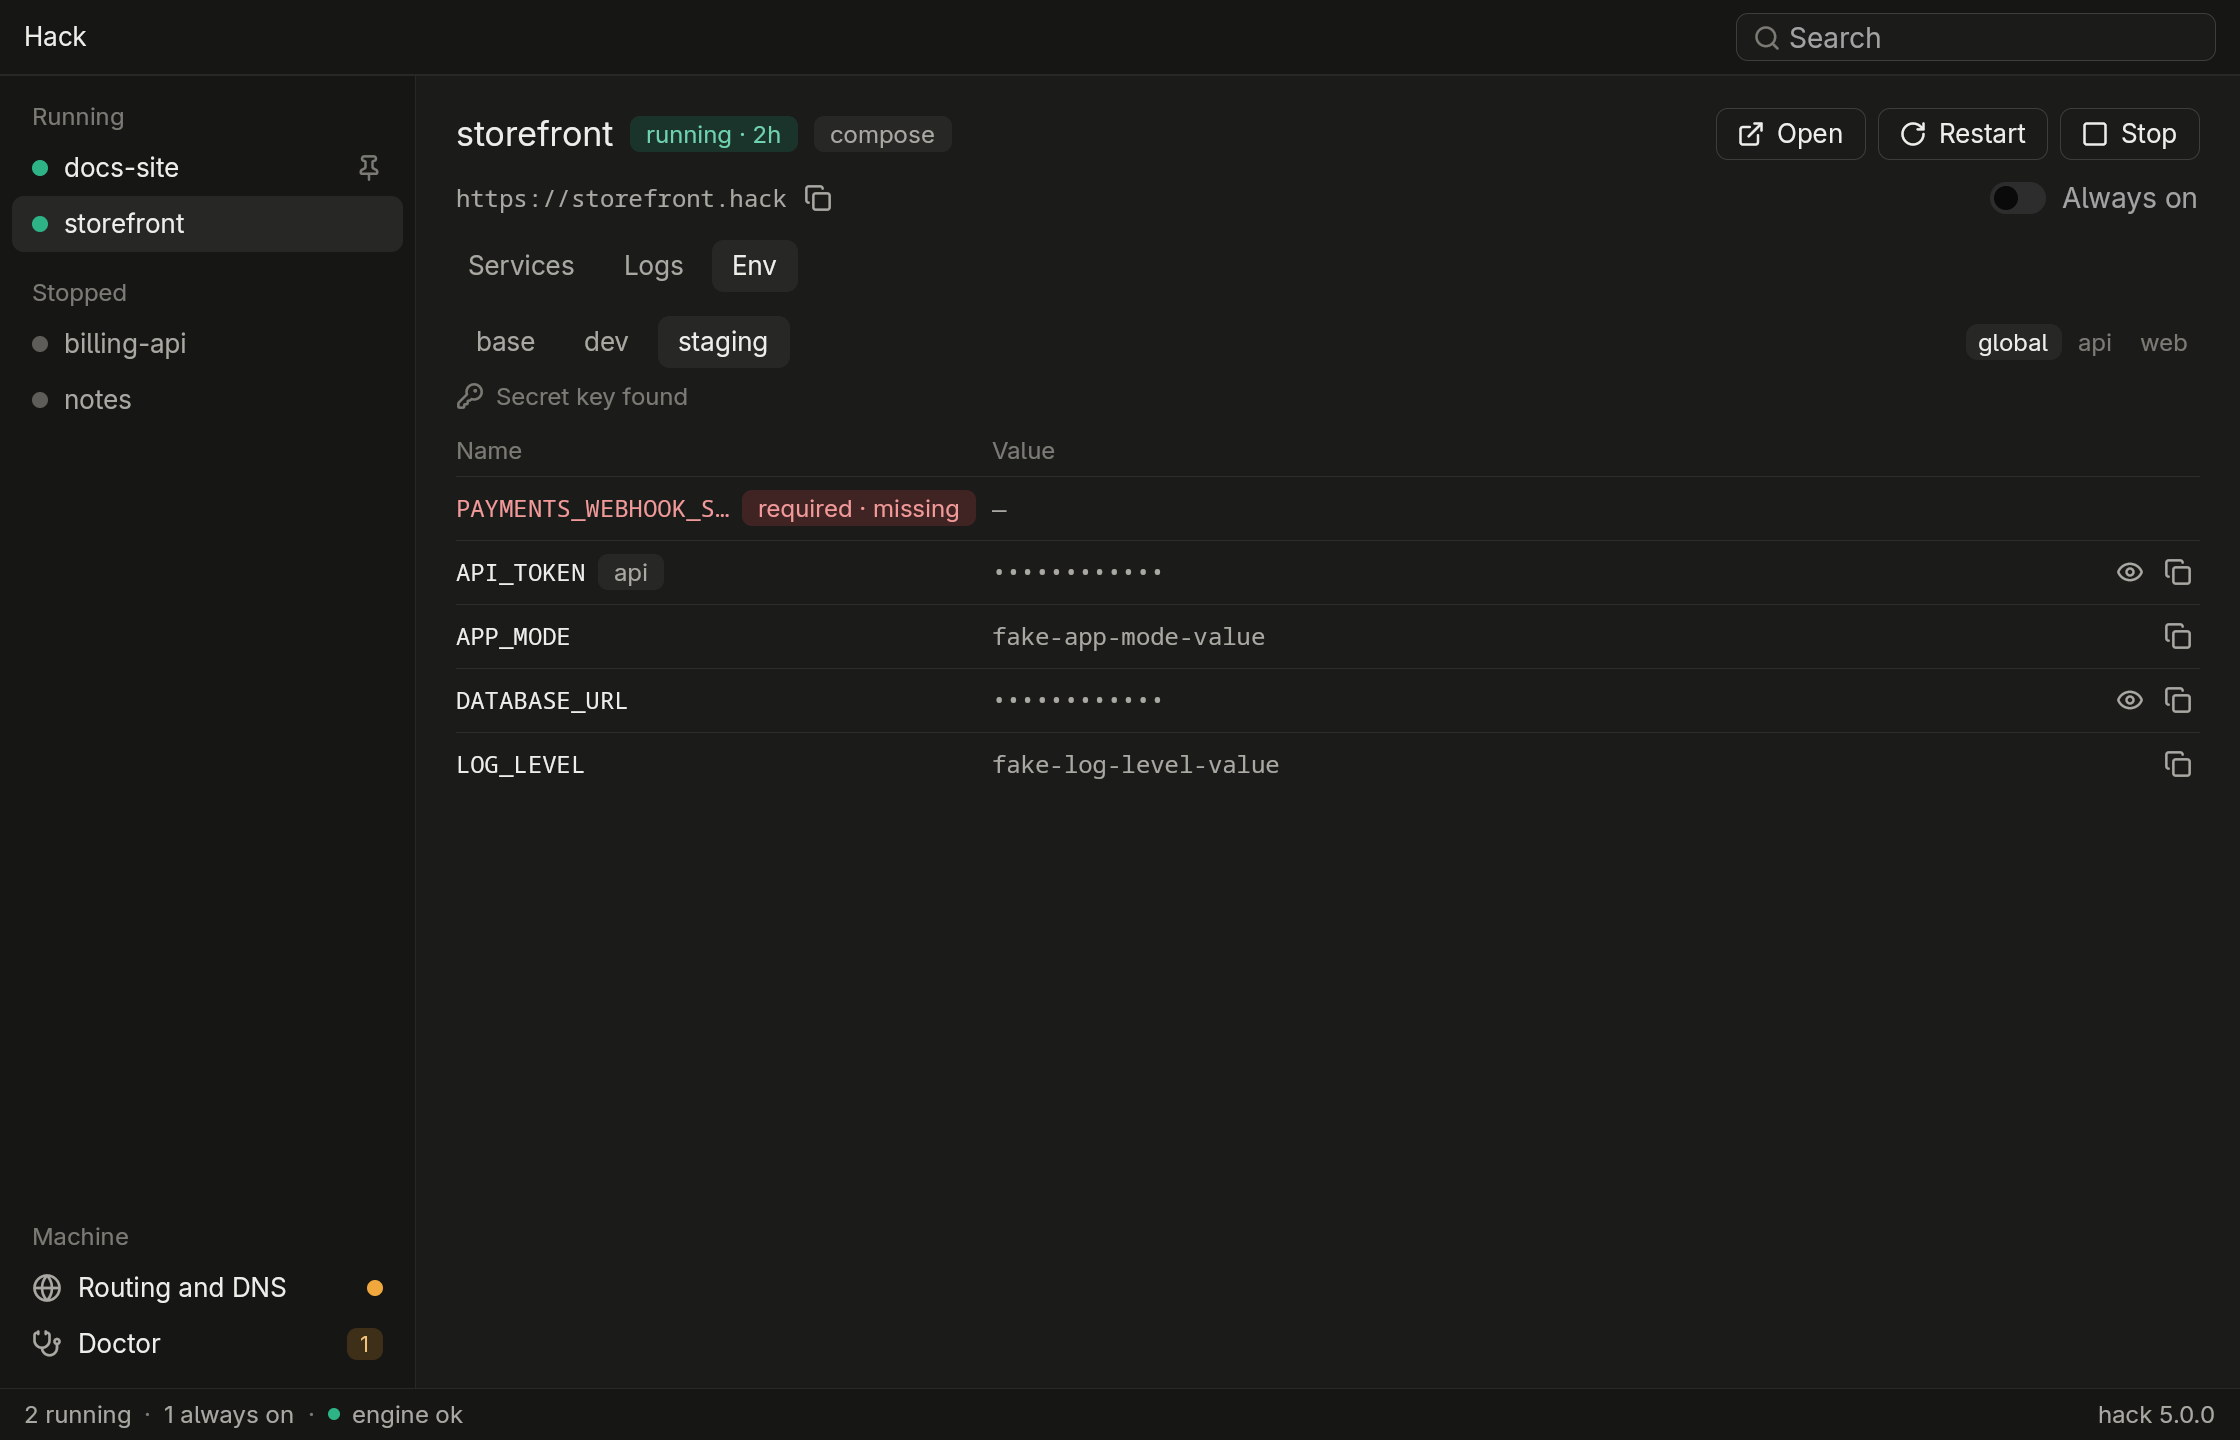 Hack
Search
Running
docs-site
storefront
Stopped
billing-api
notes
Machine
Routing and DNS
Doctor 1
storefront running · 2h compose
Open Restart Stop
https://storefront.hack
Always on
Services Logs Env
base dev staging
global api web
Secret key found
Name Value
PAYMENTS_WEBHOOK_S… required · missing –
API_TOKEN api ••••••••••••
APP_MODE fake-app-mode-value
DATABASE_URL ••••••••••••
LOG_LEVEL fake-log-level-value
2 running · 1 always on · engine ok
hack 5.0.0